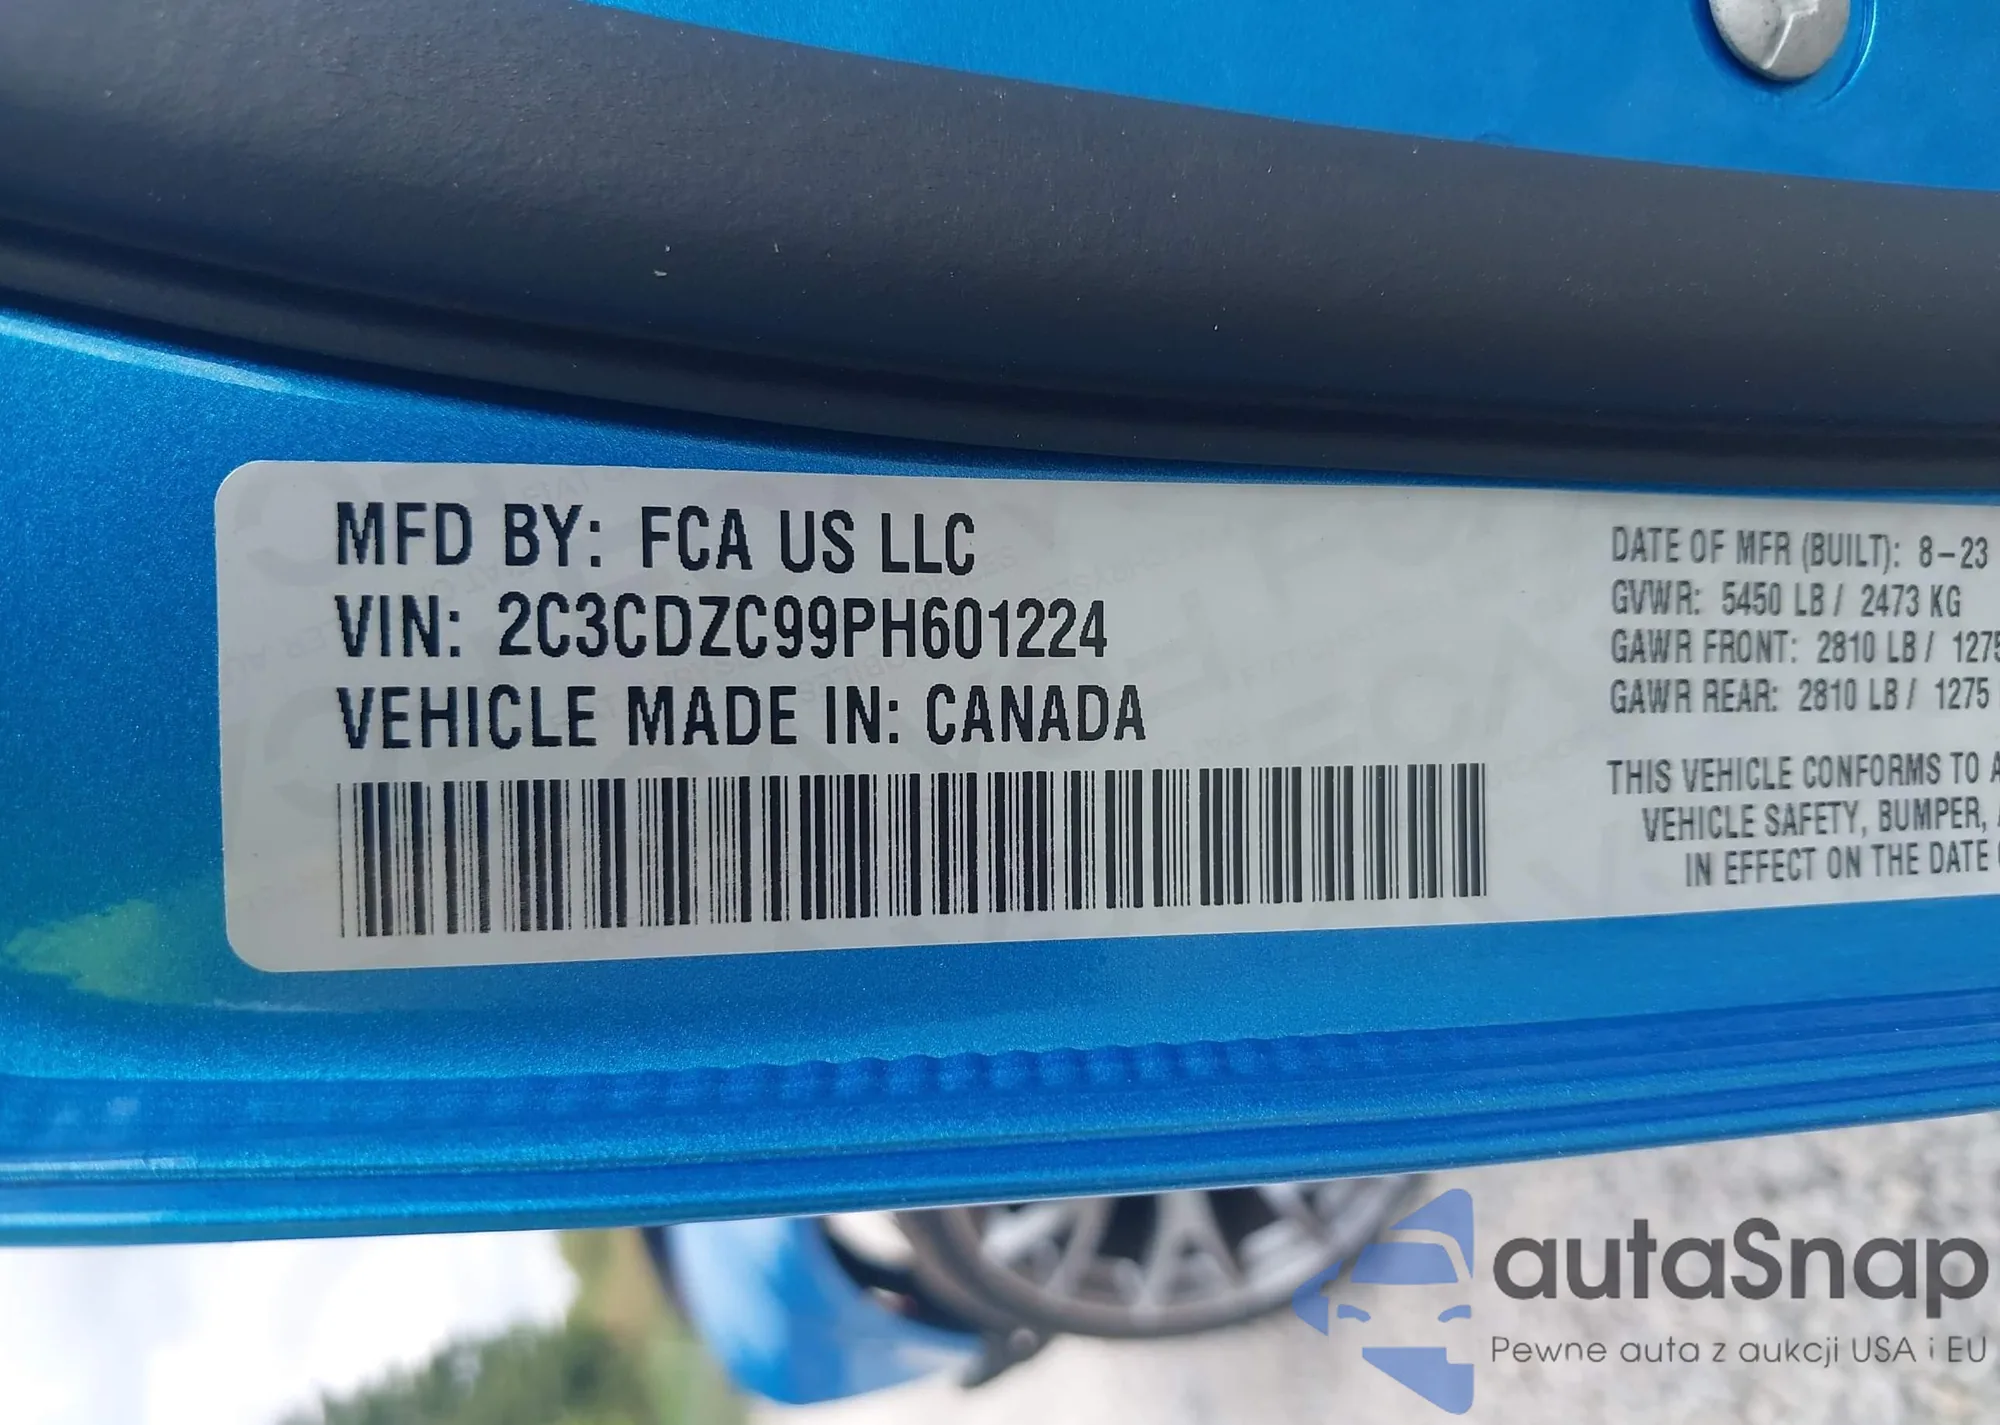 MFD BY: FCA US LLC
VIN: 2C3CDZC99PH601224
VEHICLE MADE IN: CANADA
DATE OF MFR (BUILT): 8-23
GVWR: 5450 LB / 2473 KG
GAWR FRONT: 2810 LB / 1275
GAWR REAR: 2810 LB / 1275
THIS VEHICLE CONFORMS TO A
VEHICLE SAFETY, BUMPER,
IN EFFECT ON THE DATE
autaSnap
Pewne auta z aukcji USA i EU